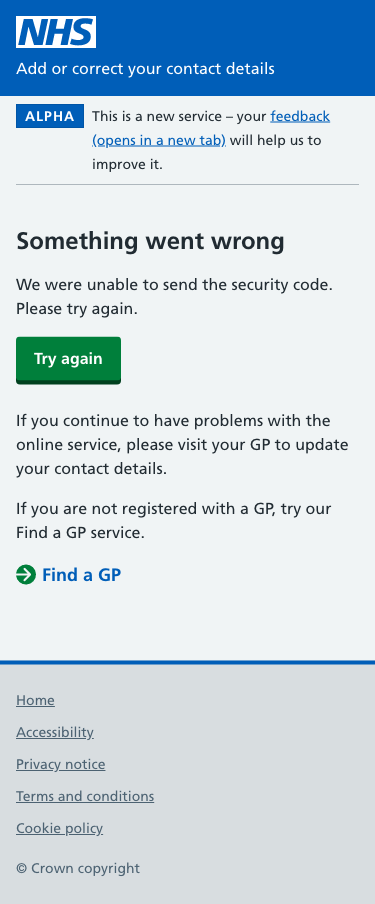 NHS
Add or correct your contact details
ALPHA This is a new service – your feedback
(opens in a new tab) will help us to
improve it.
Something went wrong
We were unable to send the security code.
Please try again.
Try again
If you continue to have problems with the
online service, please visit your GP to update
your contact details.
If you are not registered with a GP, try our
Find a GP service.
Find a GP
Home
Accessibility
Privacy notice
Terms and conditions
Cookie policy
© Crown copyright